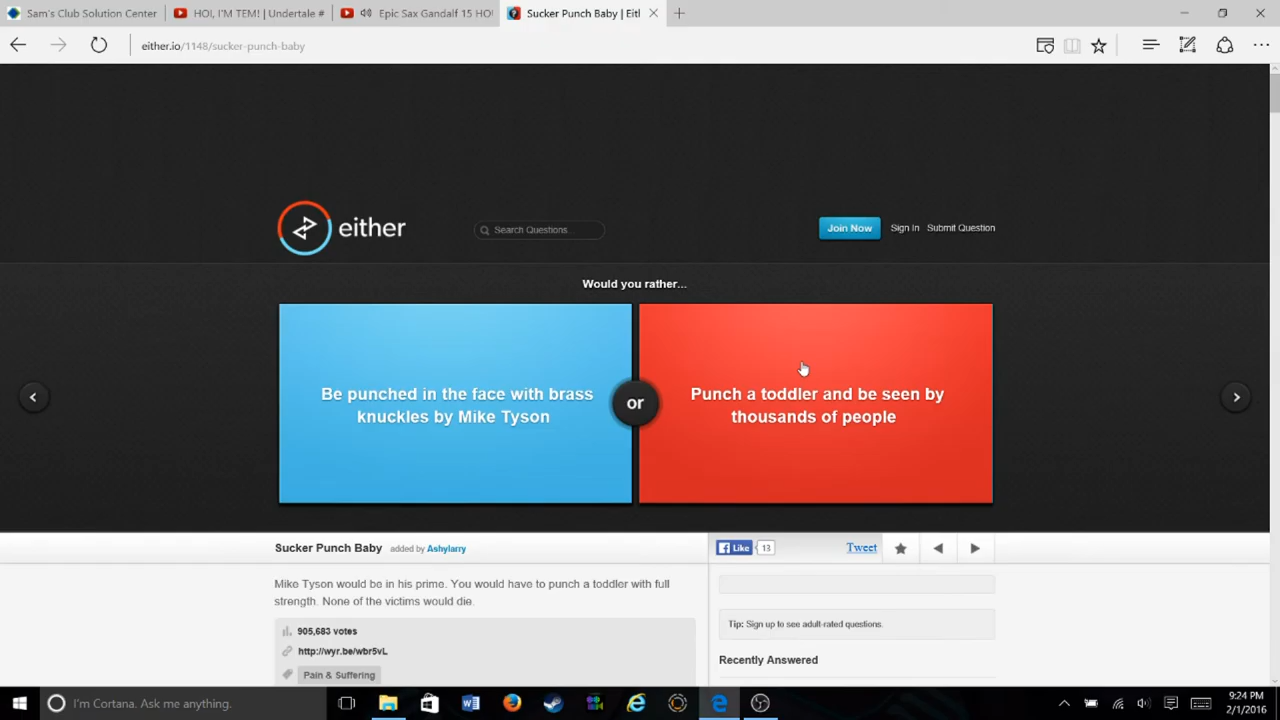 Sam's Club Solution Center
HOI, I'M TEM! | Undertale #
Epic Sax Gandalf 15 HOI
Sucker Punch Baby | Eitl
either.io/1148/sucker-punch-baby
either
Search Questions...
Join Now
Sign In
Submit Question
Would you rather...
Be punched in the face with brass
knuckles by Mike Tyson
or
Punch a toddler and be seen by
thousands of people
Sucker Punch Baby
added by Ashylarry
Like
13
Tweet
Mike Tyson would be in his prime. You would have to punch a toddler with full
strength. None of the victims would die.
905,683 votes
http://wyr.be/wbr5vL
Pain & Suffering
Tip: Sign up to see adult-rated questions.
Recently Answered
I'm Cortana. Ask me anything.
9:24 PM
2/1/2016